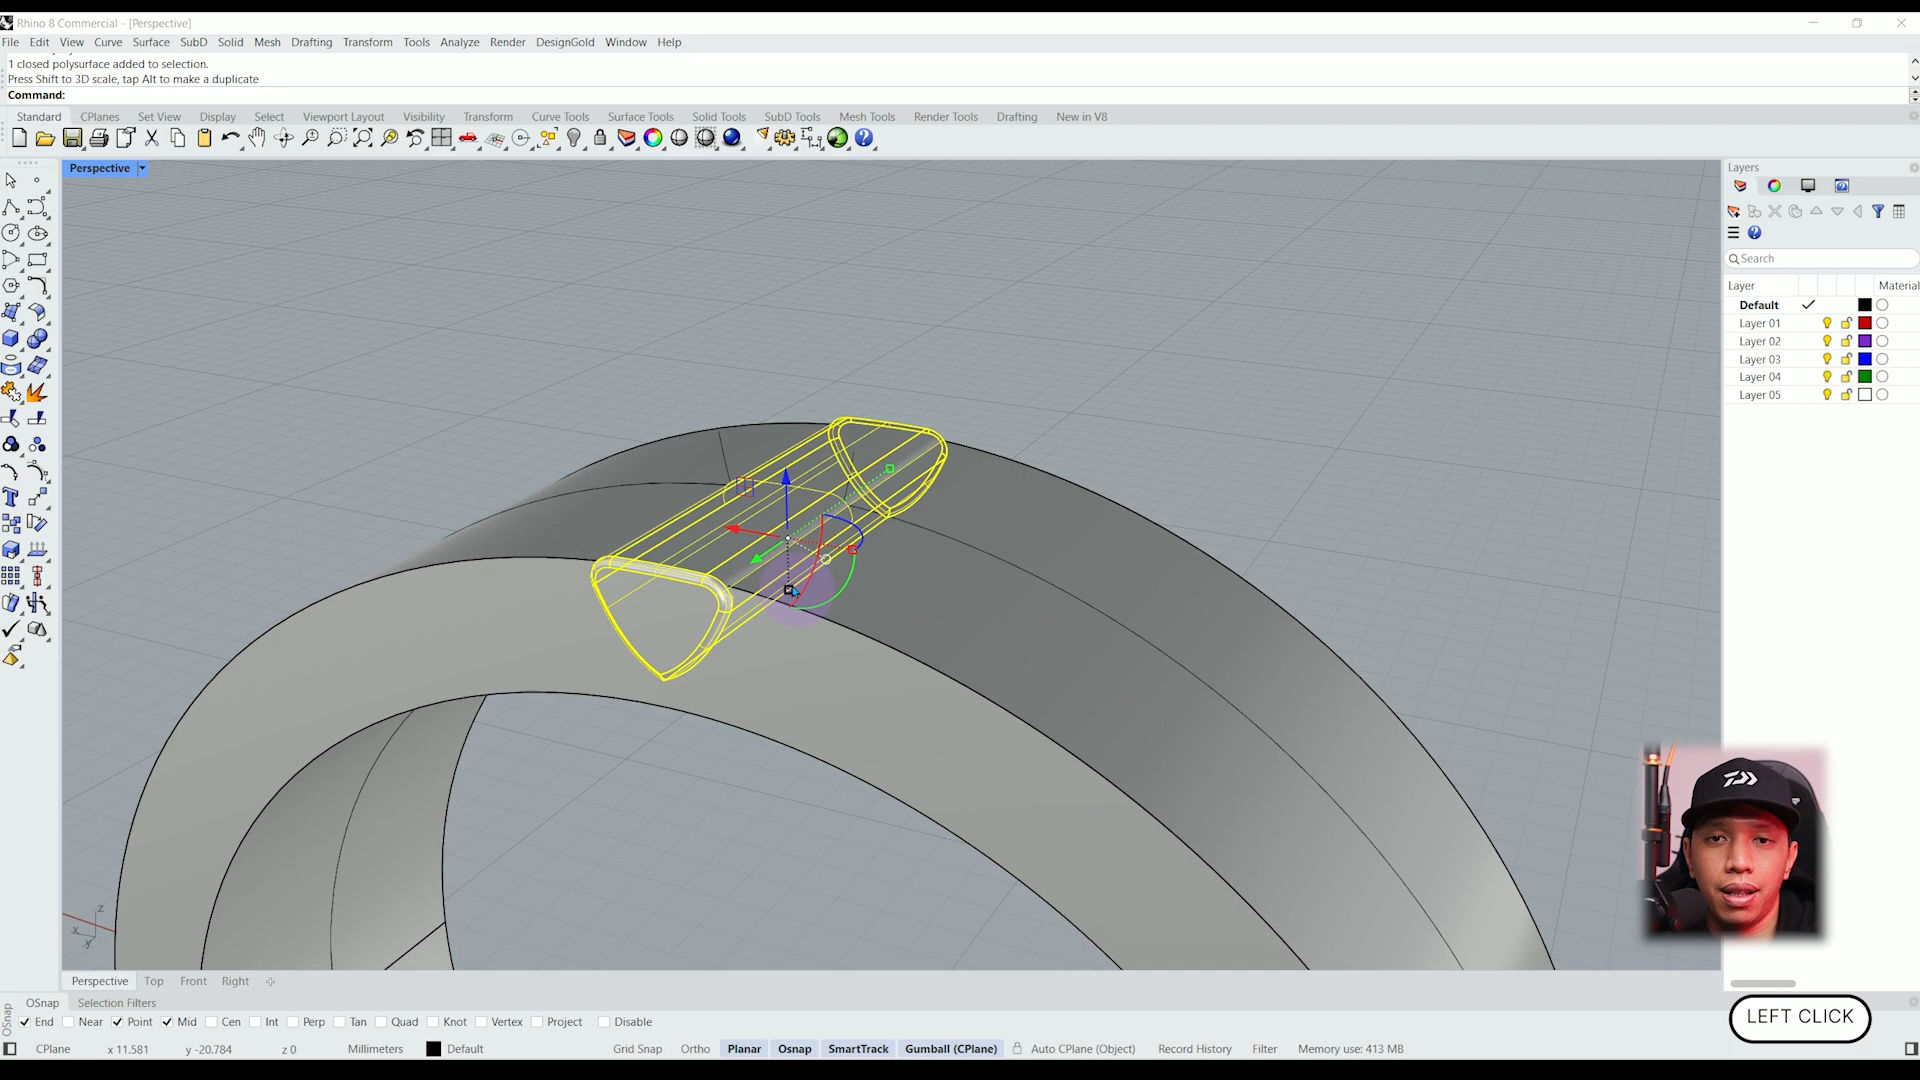 Rhino 8 Commercial - [Perspective]
File Edit View Curve Surface SubD Solid Mesh Drafting Transform Tools Analyze Render DesignGold Window Help
1 closed polysurface added to selection.
Press Shift to 3D scale, tap Alt to make a duplicate
Command:
Standard CPlanes Set View Display Select Viewport Layout Visibility Transform Curve Tools Surface Tools Solid Tools SubD Tools Mesh Tools Render Tools Drafting New in V8
Perspective
Layers
Search
Layer Material
Default
Layer 01
Layer 02
Layer 03
Layer 04
Layer 05
z
x
y
Perspective Top Front Right
OSnap Selection Filters
OSnap
End Near Point Mid Cen Int Perp Tan Quad Knot Vertex Project Disable
LEFT CLICK
CPlane x 11.581 y -20.784 z 0 Millimeters Default Grid Snap Ortho Planar Osnap SmartTrack Gumball (CPlane) Auto CPlane (Object) Record History Filter Memory use: 413 MB